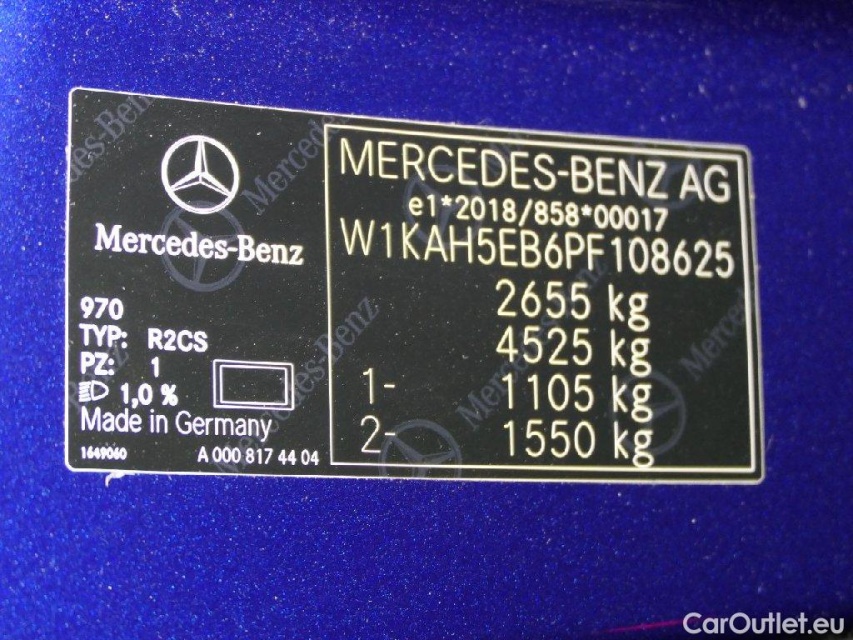 Mercedes-Benz
970
TYP: R2CS
PZ: 1
1,0 %
Made in Germany
1649060
A 000 817 44 04
MERCEDES-BENZ AG
e1*2018/858*00017
W1KAH5EB6PF108625
2655 kg
4525 kg
1- 1105 kg
2- 1550 kg
CarOutlet.eu